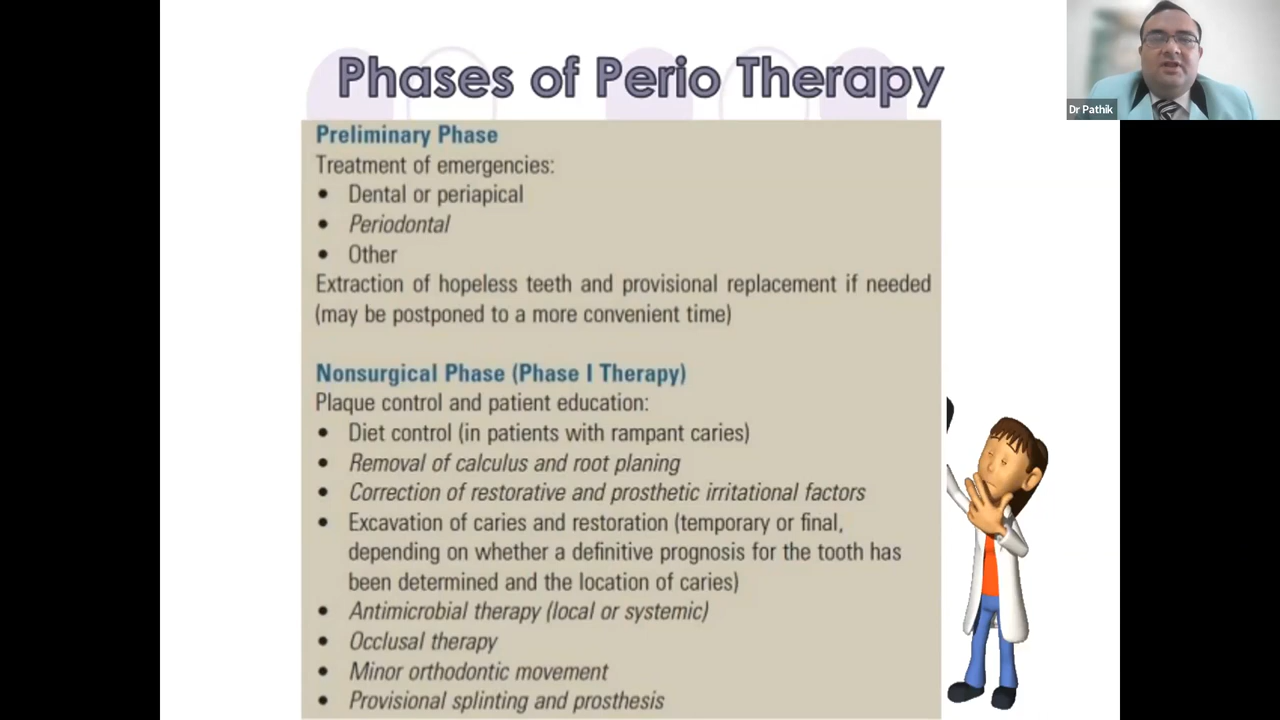 Phases of Perio Therapy
Dr Pathik
Preliminary Phase
Treatment of emergencies:
• Dental or periapical
• Periodontal
• Other
Extraction of hopeless teeth and provisional replacement if needed
(may be postponed to a more convenient time)
Nonsurgical Phase (Phase I Therapy)
Plaque control and patient education:
• Diet control (in patients with rampant caries)
• Removal of calculus and root planing
• Correction of restorative and prosthetic irritational factors
• Excavation of caries and restoration (temporary or final,
depending on whether a definitive prognosis for the tooth has
been determined and the location of caries)
• Antimicrobial therapy (local or systemic)
• Occlusal therapy
• Minor orthodontic movement
• Provisional splinting and prosthesis